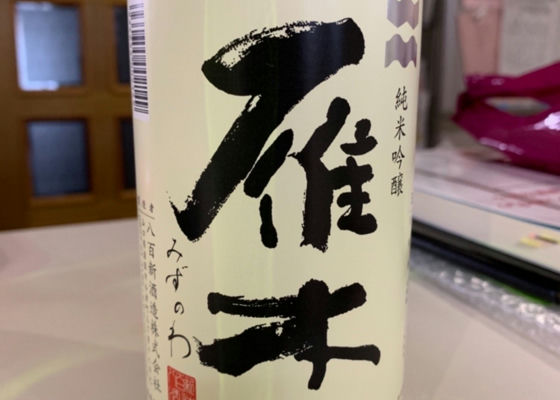 純米吟醸
雁木
みずのわ
八百新酒造株式会社